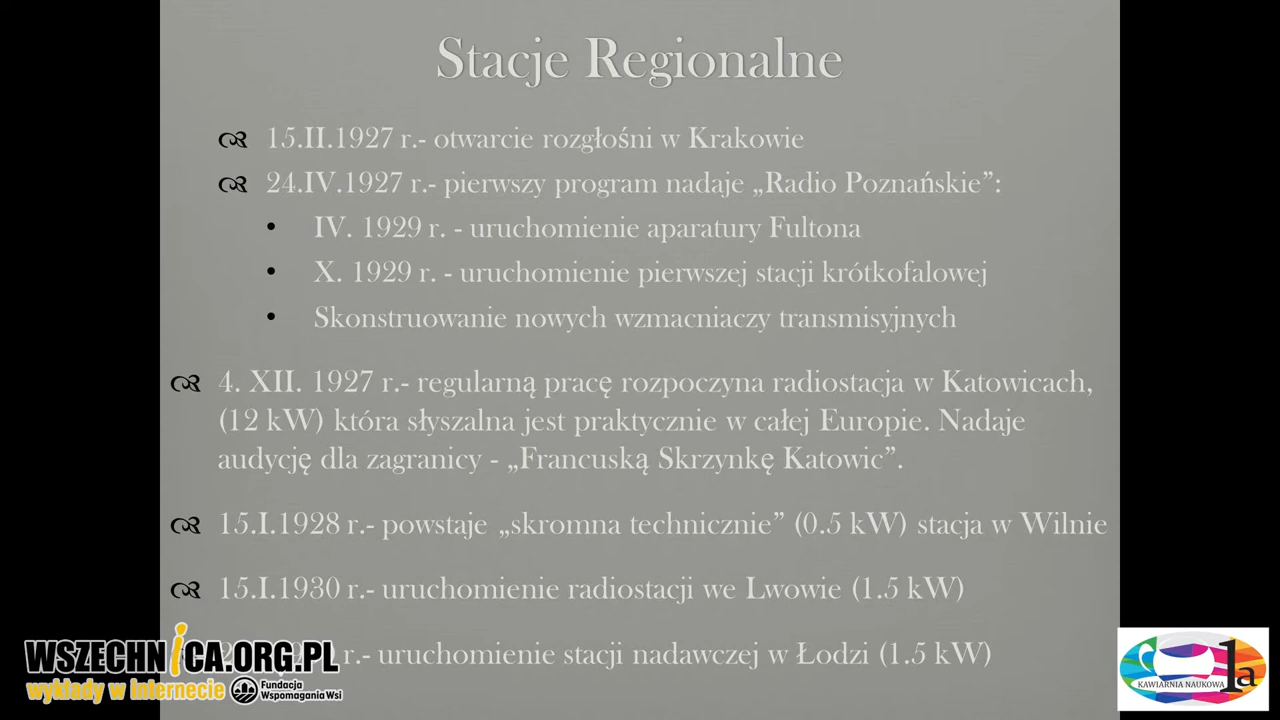 Stacje Regionalne
15.II.1927 r.- otwarcie rozgłośni w Krakowie
24.IV.1927 r.- pierwszy program nadaje „Radio Poznańskie”:
• IV. 1929 r. - uruchomienie aparatury Fultona
• X. 1929 r. - uruchomienie pierwszej stacji krótkofalowej
• Skonstruowanie nowych wzmacniaczy transmisyjnych
4. XII. 1927 r.- regularną pracę rozpoczyna radiostacja w Katowicach,
(12 kW) która słyszalna jest praktycznie w całej Europie. Nadaje
audycję dla zagranicy - „Francuską Skrzynkę Katowic”.
15.I.1928 r.- powstaje „skromna technicznie” (0.5 kW) stacja w Wilnie
15.I.1930 r.- uruchomienie radiostacji we Lwowie (1.5 kW)
r.- uruchomienie stacji nadawczej w Łodzi (1.5 kW)
WSZECHNICA.ORG.PL
wykłady w internecie
Fundacja
Wspomagania Wsi
KAWIARNIA NAUKOWA
1a